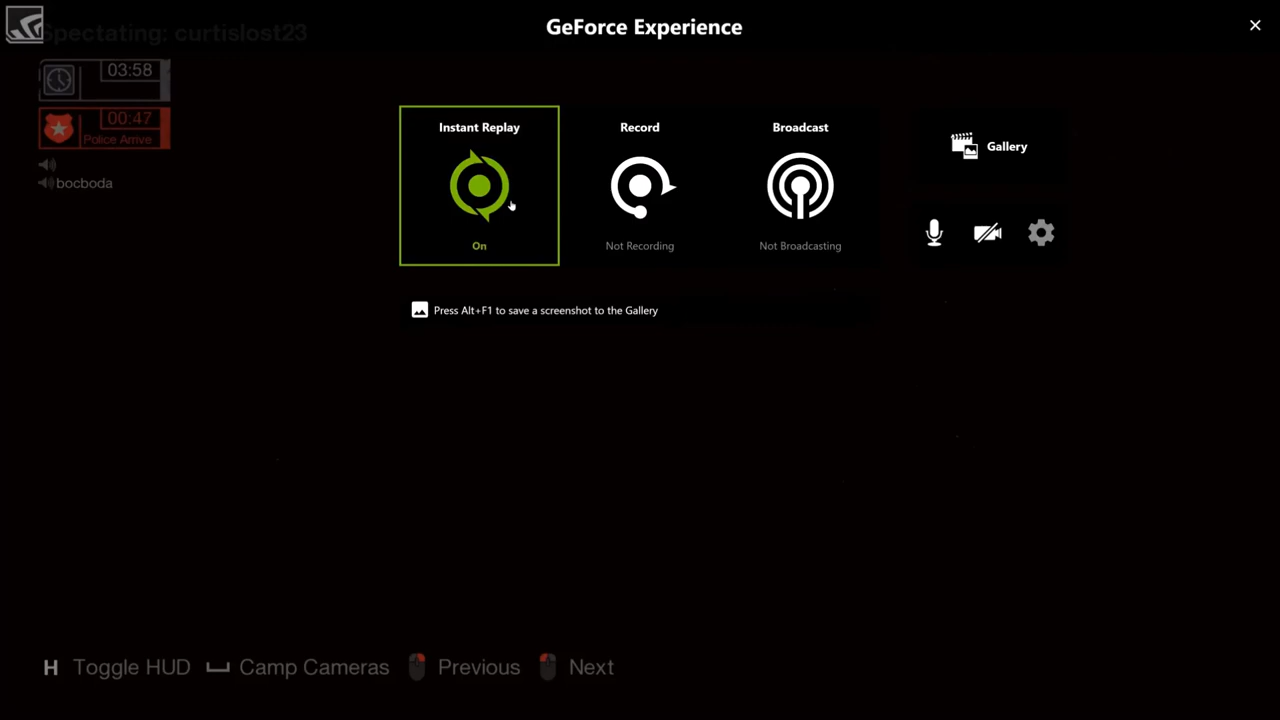 GeForce Experience
Spectating: curtislost23
03:58
00:47
Police Arrive
bocboda
Instant Replay
On
Record
Not Recording
Broadcast
Not Broadcasting
Gallery
Press Alt+F1 to save a screenshot to the Gallery
H Toggle HUD Camp Cameras Previous Next